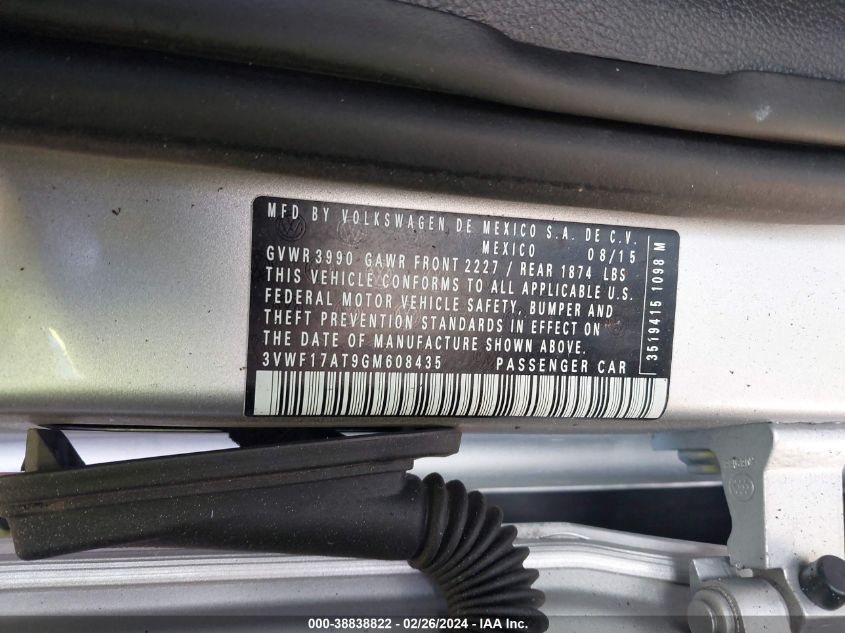 MFD BY VOLKSWAGEN DE MEXICO S.A. DE C.V.
MEXICO 08/15
GVWR 3990 GAWR FRONT 2227 / REAR 1874 LBS
THIS VEHICLE CONFORMS TO ALL APPLICABLE U.S.
FEDERAL MOTOR VEHICLE SAFETY, BUMPER AND
THEFT PREVENTION STANDARDS IN EFFECT ON
THE DATE OF MANUFACTURE SHOWN ABOVE.
3VWF17AT9GM608435 PASSENGER CAR
3519415 1098 M
000-38838822 - 02/26/2024 - IAA Inc.